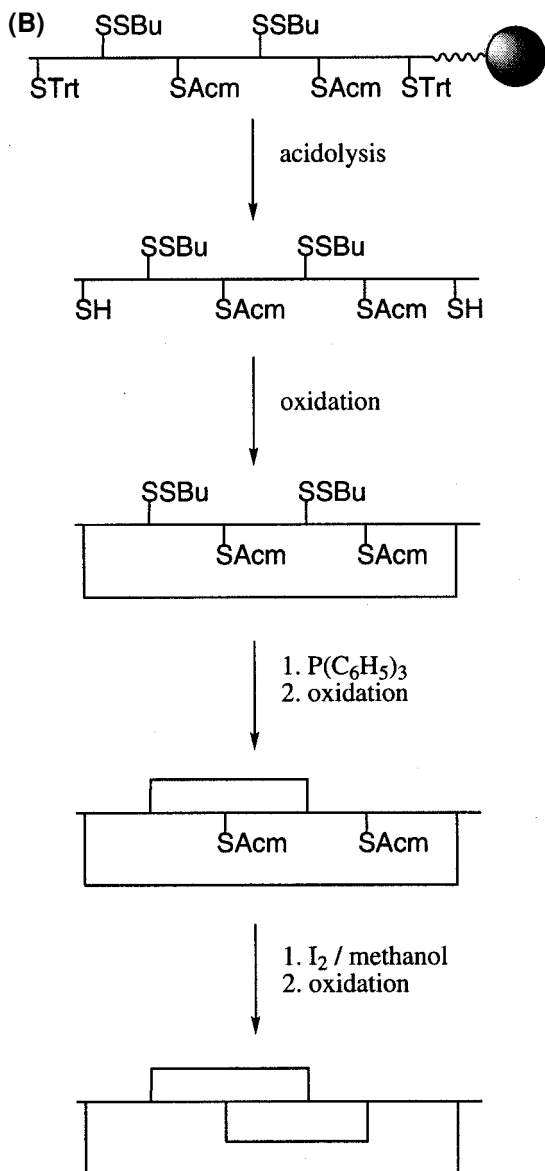 (B)
SSBu SSBu
STrt SAcm SAcm STrt
acidolysis
SSBu SSBu
SH SAcm SAcm SH
oxidation
SSBu SSBu
SAcm SAcm
1. P(C₆H₅)₃
2. oxidation
SAcm SAcm
1. I₂ / methanol
2. oxidation